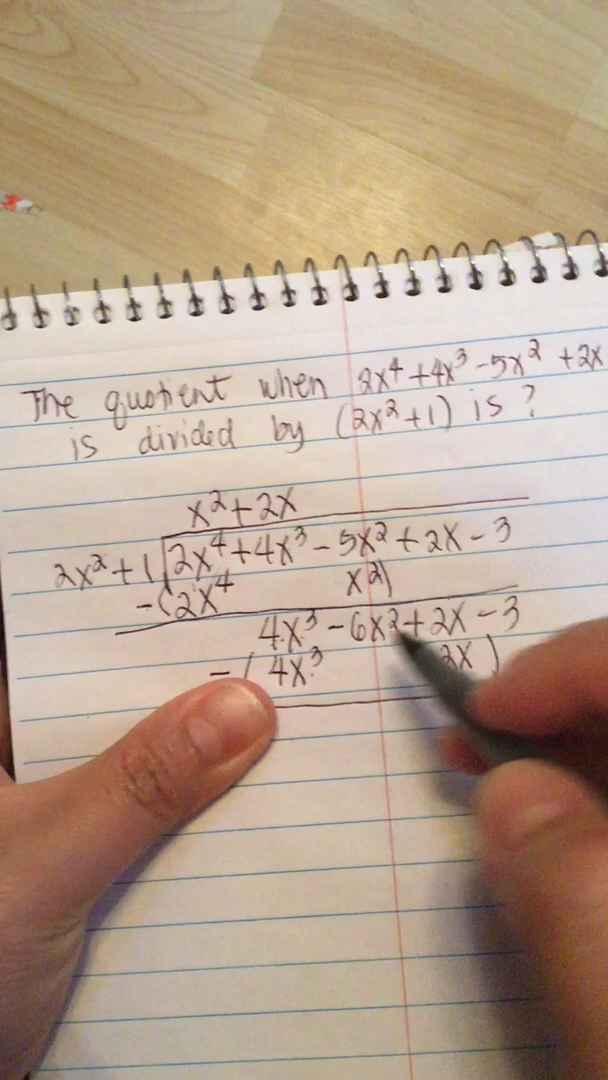 The quotient when 2x⁴ + 4x³ - 5x² + 2x
is divided by (2x² + 1) is ?
x² + 2x
2x² + 1 2x⁴ + 4x³ - 5x² + 2x - 3
-(2x⁴ x²)
4x³ - 6x² + 2x - 3
-( 4x³ 2x )